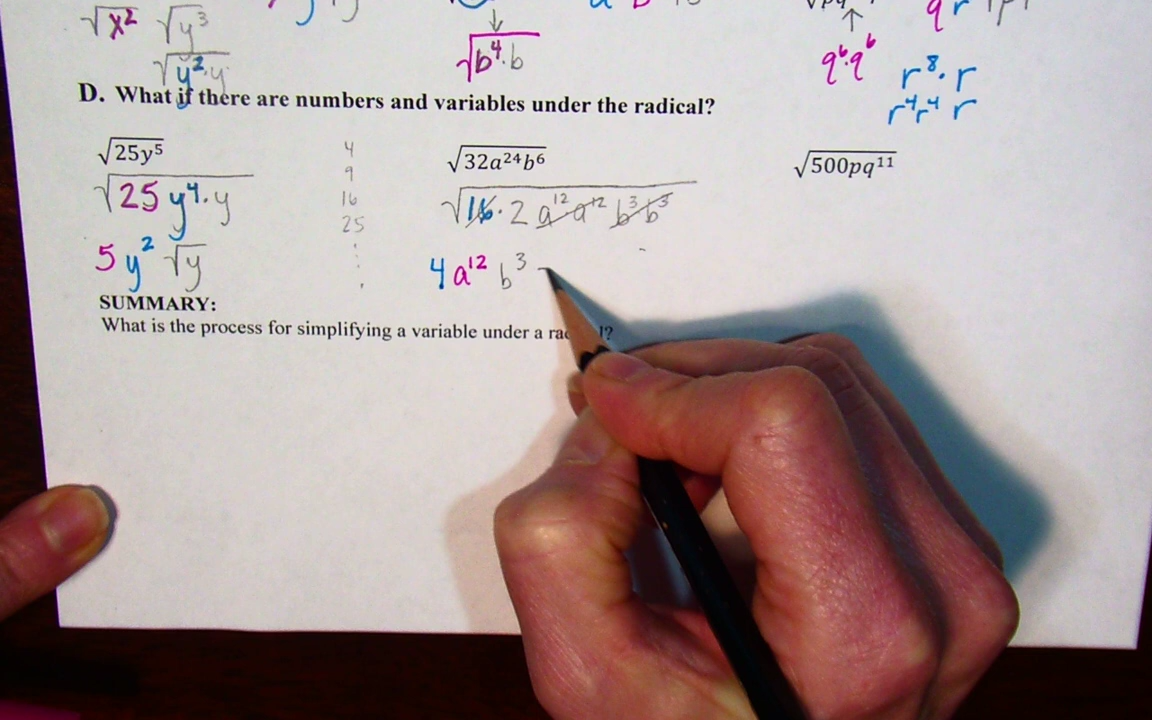 √x² √y³
√y²·y
√b⁴·b
q⁶·q⁶
r⁸·r
r⁴r⁴ r
D. What if there are numbers and variables under the radical?
√25y⁵
√25 y⁴·y
5 y² √y
4
9
16
25
√32a²⁴b⁶
√16·2 a¹²a¹² b³b³
4 a¹² b³
√500pq¹¹
SUMMARY:
What is the process for simplifying a variable under a